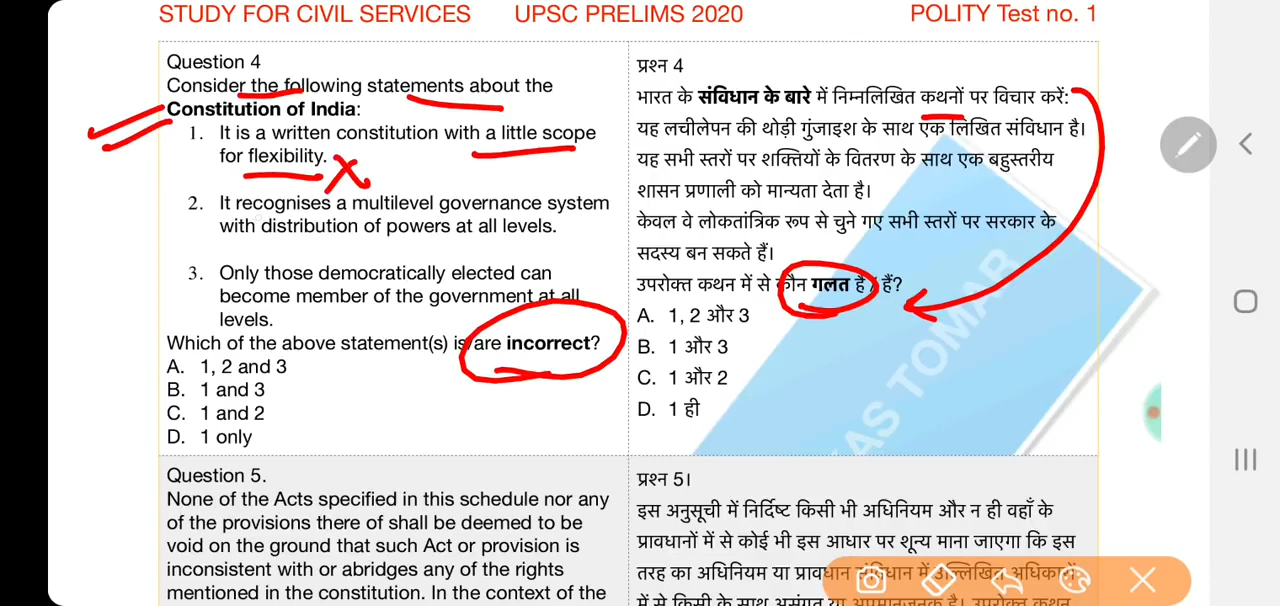 STUDY FOR CIVIL SERVICES UPSC PRELIMS 2020 POLITY Test no. 1
Question 4
Consider the following statements about the
Constitution of India:
1. It is a written constitution with a little scope
for flexibility.
2. It recognises a multilevel governance system
with distribution of powers at all levels.
3. Only those democratically elected can
become member of the government at all
levels.
Which of the above statement(s) is/are incorrect?
A. 1, 2 and 3
B. 1 and 3
C. 1 and 2
D. 1 only
प्रश्न 4
भारत के संविधान के बारे में निम्नलिखित कथनों पर विचार करें:
यह लचीलेपन की थोड़ी गुंजाइश के साथ एक लिखित संविधान है।
यह सभी स्तरों पर शक्तियों के वितरण के साथ एक बहुस्तरीय
शासन प्रणाली को मान्यता देता है।
केवल वे लोकतांत्रिक रूप से चुने गए सभी स्तरों पर सरकार के
सदस्य बन सकते हैं।
उपरोक्त कथन में से कौन गलत है / हैं?
A. 1, 2 और 3
B. 1 और 3
C. 1 और 2
D. 1 ही
AS TOMAR
Question 5.
None of the Acts specified in this schedule nor any
of the provisions there of shall be deemed to be
void on the ground that such Act or provision is
inconsistent with or abridges any of the rights
mentioned in the constitution. In the context of the
प्रश्न 5।
इस अनुसूची में निर्दिष्ट किसी भी अधिनियम और न ही वहाँ के
प्रावधानों में से कोई भी इस आधार पर शून्य माना जाएगा कि इस
तरह का अधिनियम या प्रावधान संविधान में उल्लिखित अधिकारों
में से किसी के साथ असंगत या